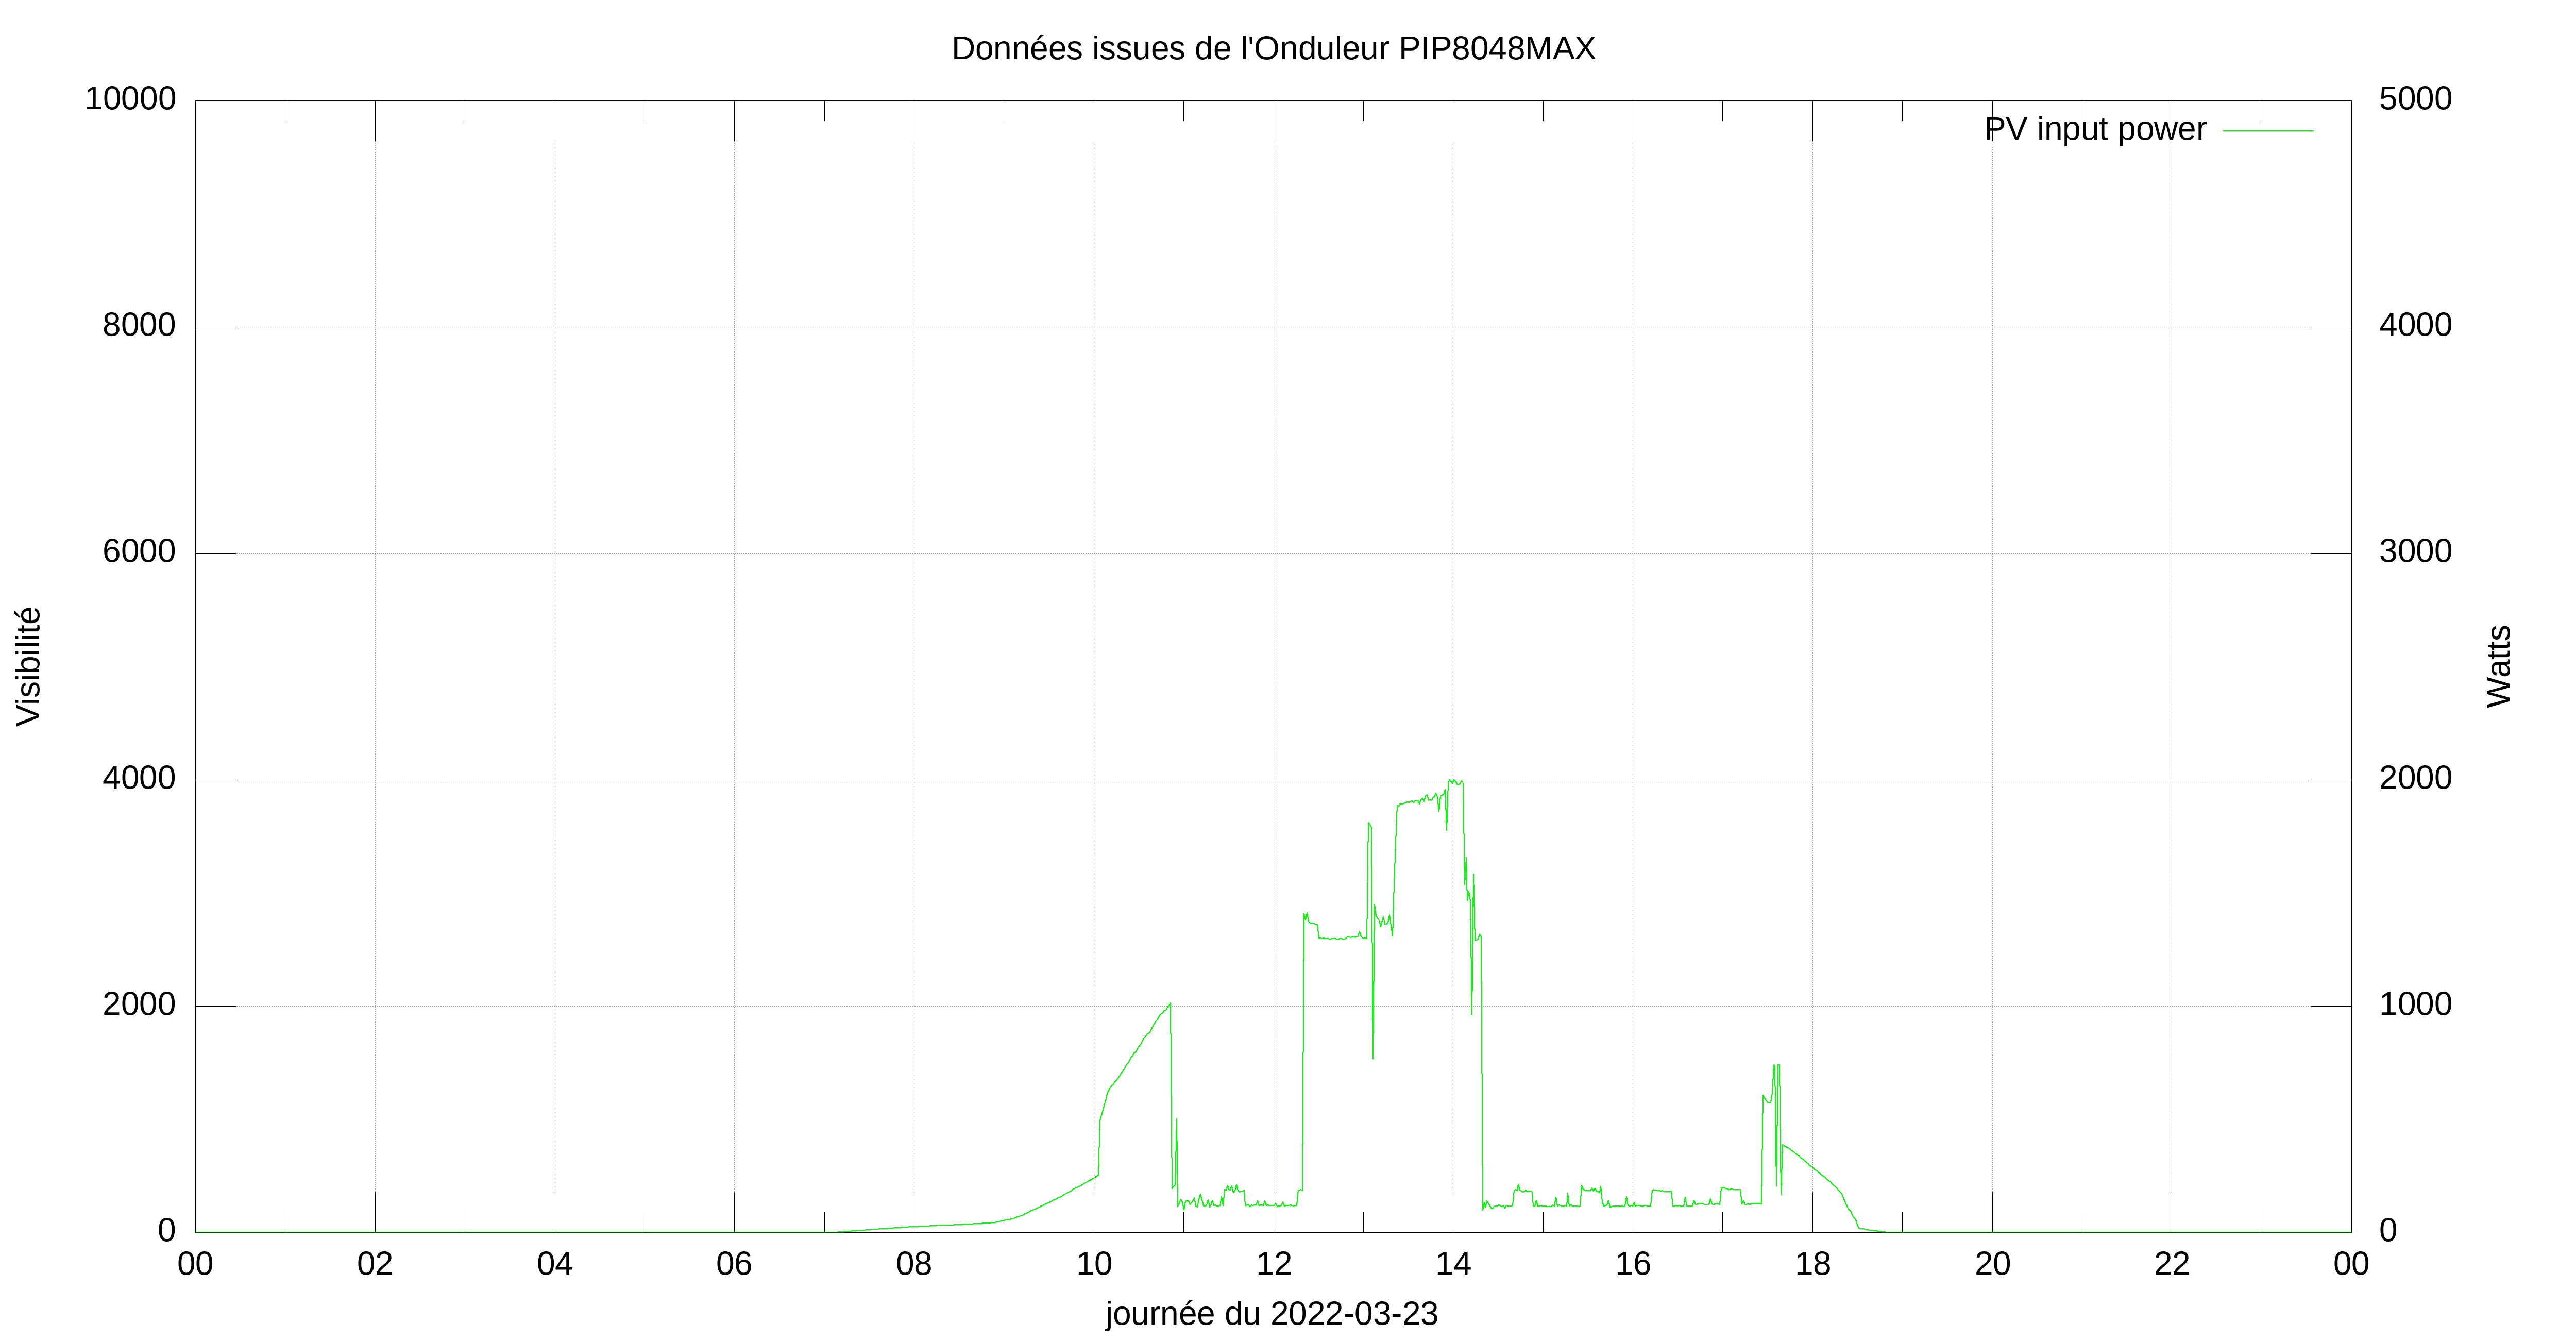 Données issues de l'Onduleur PIP8048MAX
PV input power
10000
8000
6000
4000
2000
0
Visibilité
5000
4000
3000
2000
1000
0
Watts
00 02 04 06 08 10 12 14 16 18 20 22 00
journée du 2022-03-23